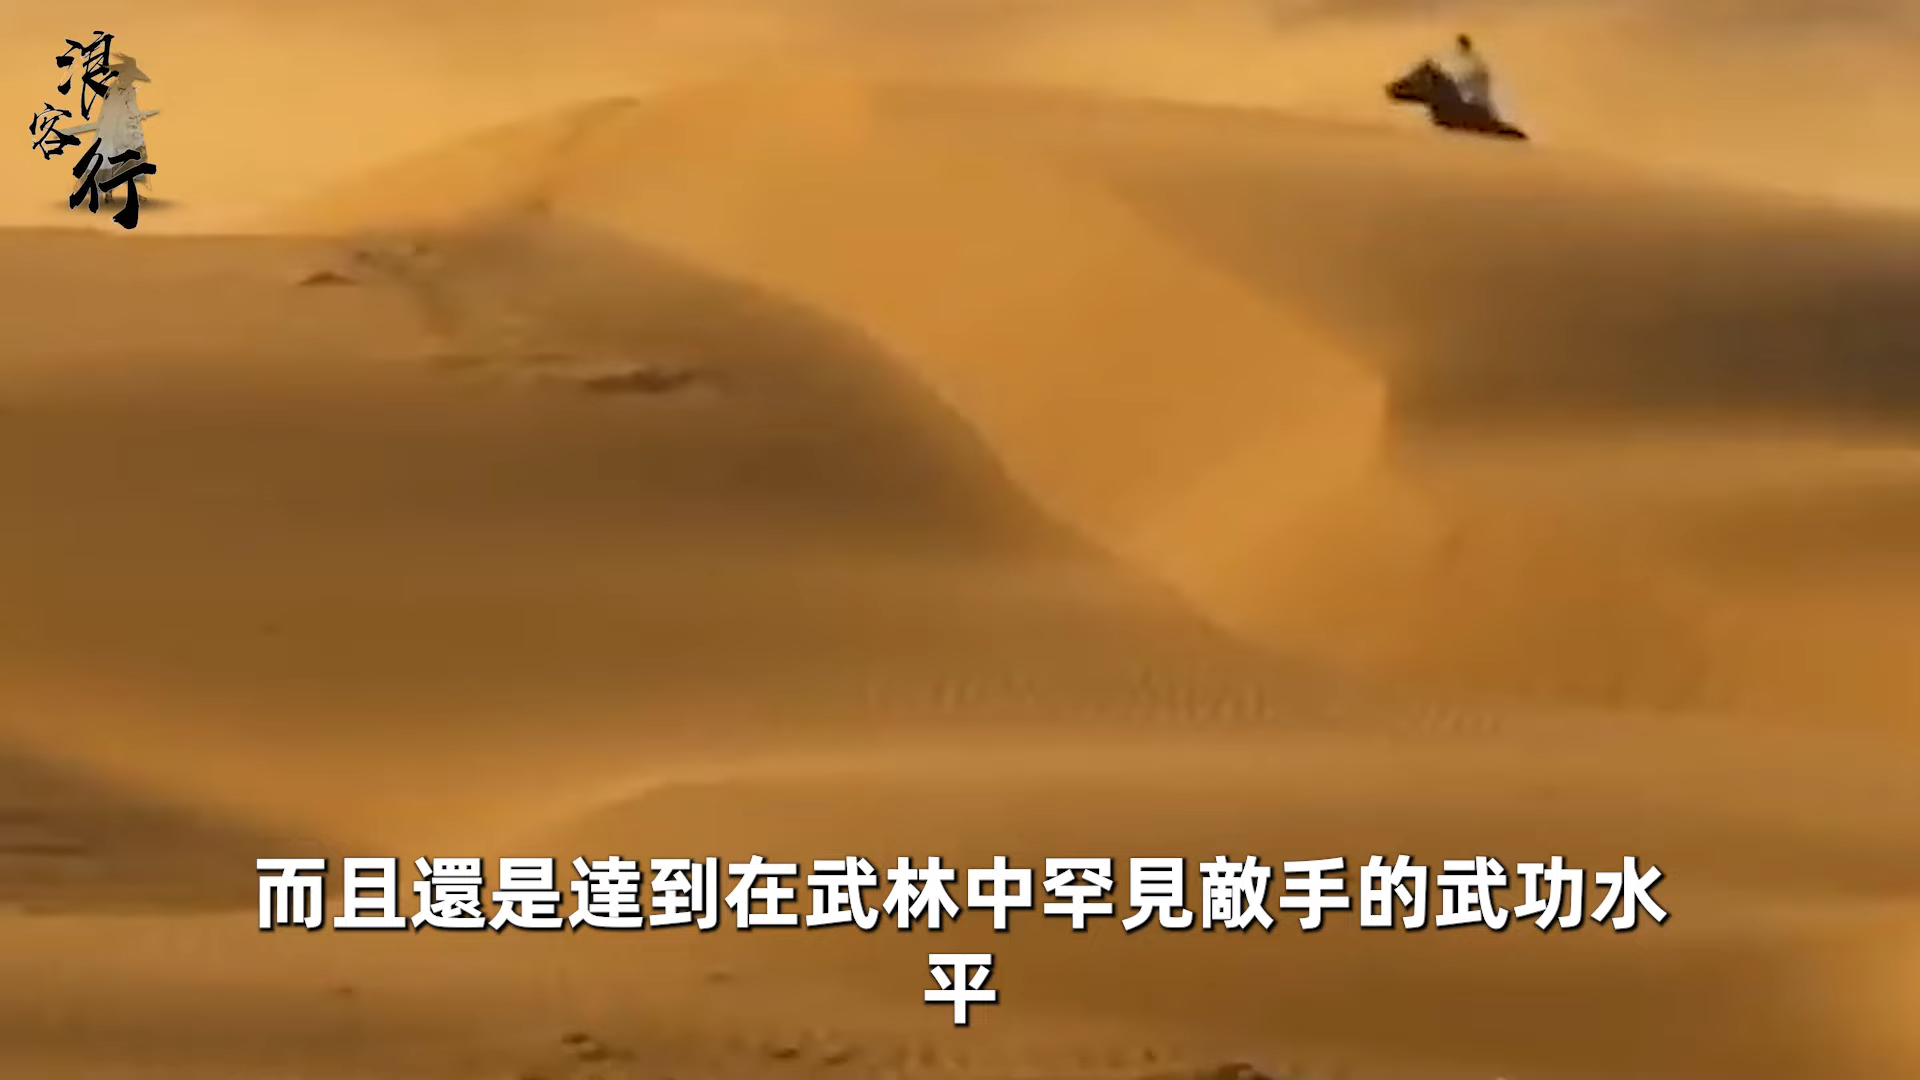 浪
客
行
而且還是達到在武林中罕見敵手的武功水
平